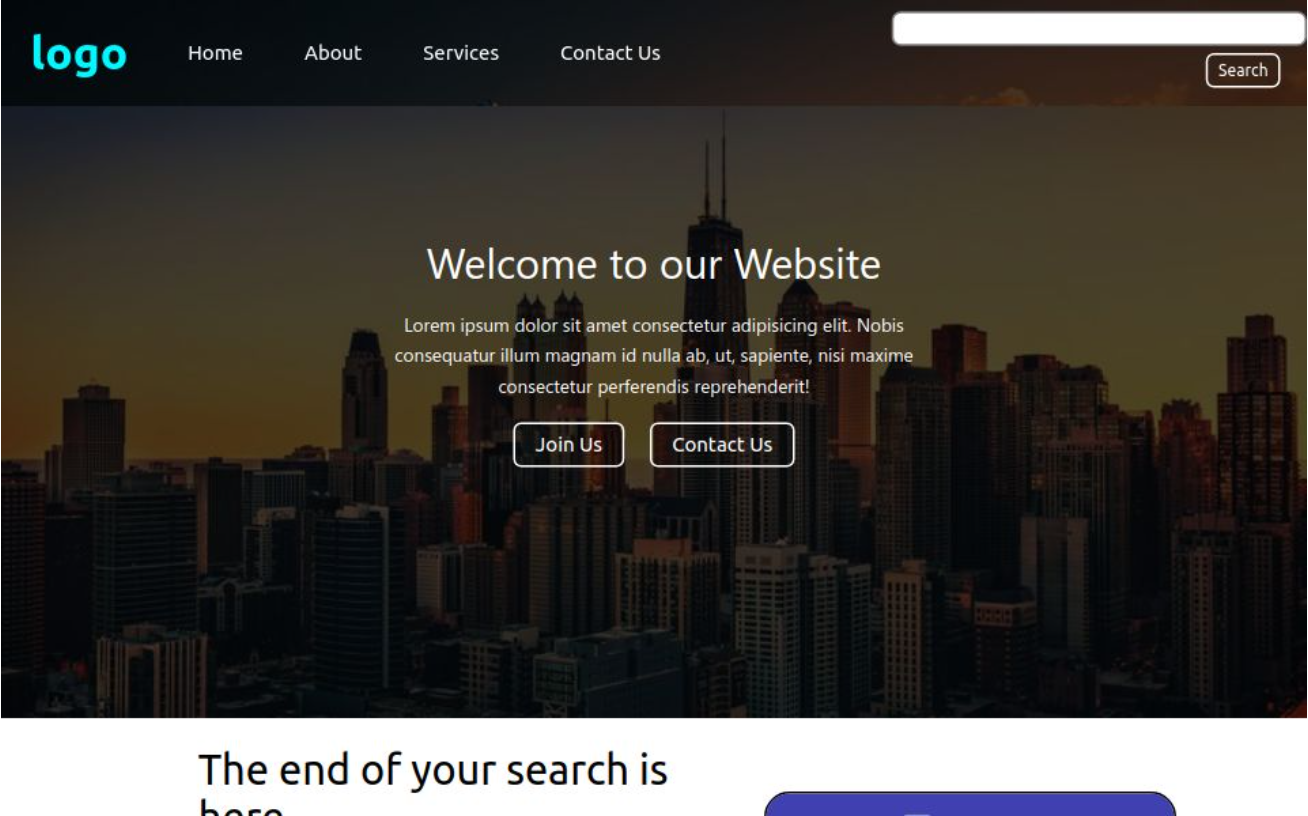 logo
Home About Services Contact Us
Search
Welcome to our Website
Lorem ipsum dolor sit amet consectetur adipisicing elit. Nobis
consequatur illum magnam id nulla ab, ut, sapiente, nisi maxime
consectetur perferendis reprehenderit!
Join Us Contact Us
The end of your search is
here